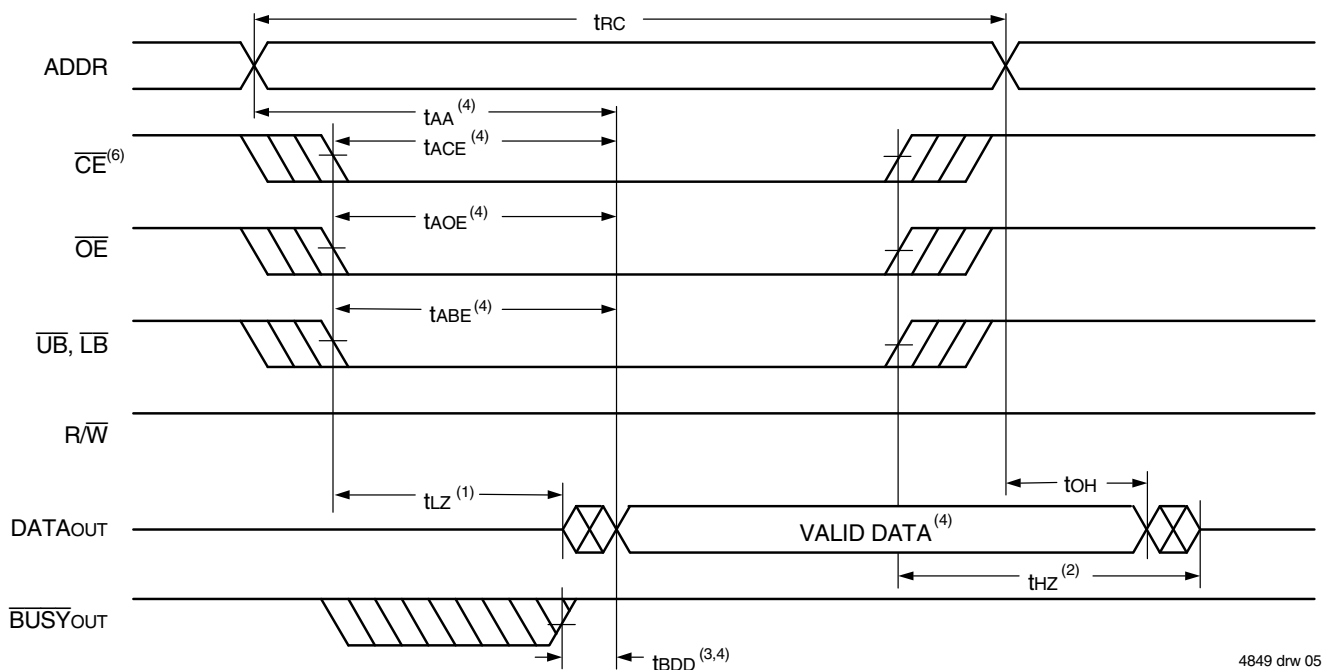 tRC
ADDR
tAA (4)
tACE (4)
CE (6)
tAOE (4)
OE
tABE (4)
UB, LB
R/W
tLZ (1)
tOH
DATAOUT
VALID DATA (4)
tHZ (2)
BUSYOUT
tBDD (3,4)
4849 drw 05